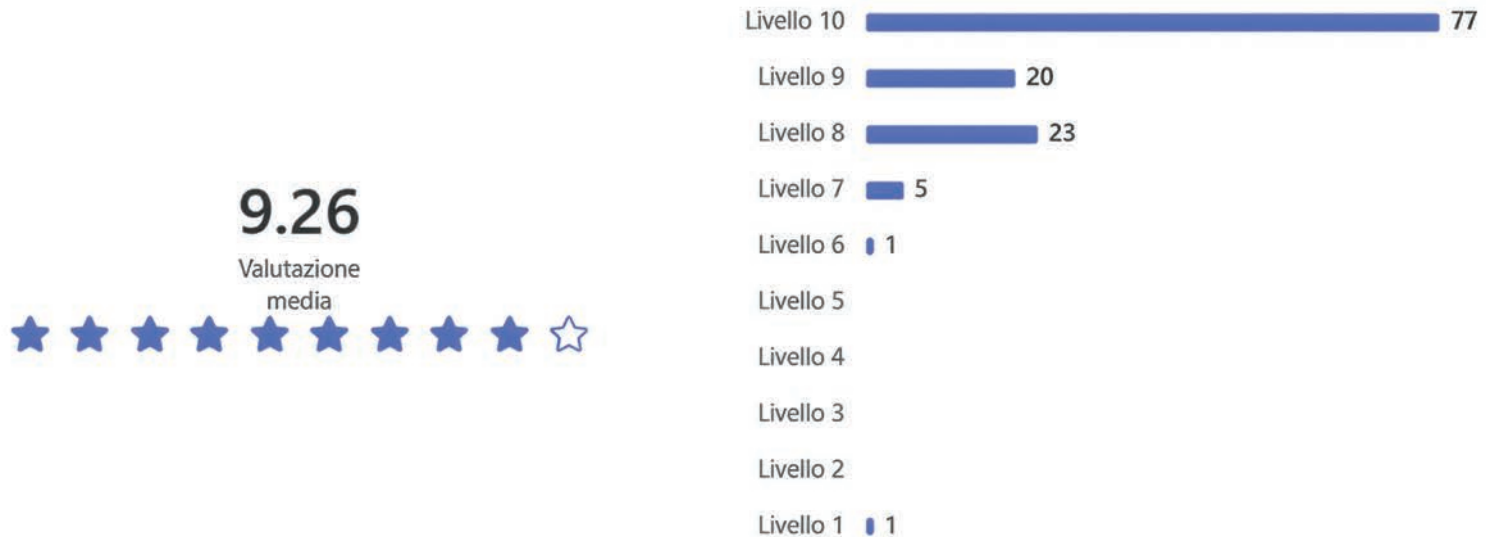 9.26
Valutazione
media
Livello 10 77
Livello 9 20
Livello 8 23
Livello 7 5
Livello 6 1
Livello 5
Livello 4
Livello 3
Livello 2
Livello 1 1